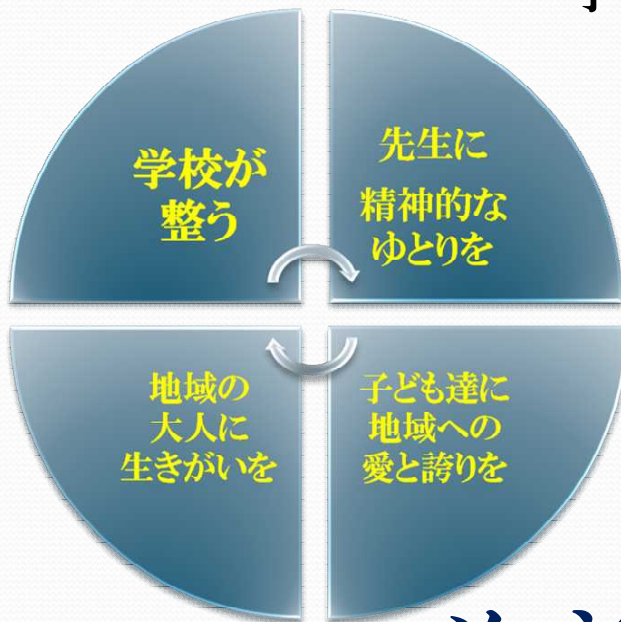 学校が
整う
先生に
精神的な
ゆとりを
地域の
大人に
生きがいを
子ども達に
地域への
愛と誇りを